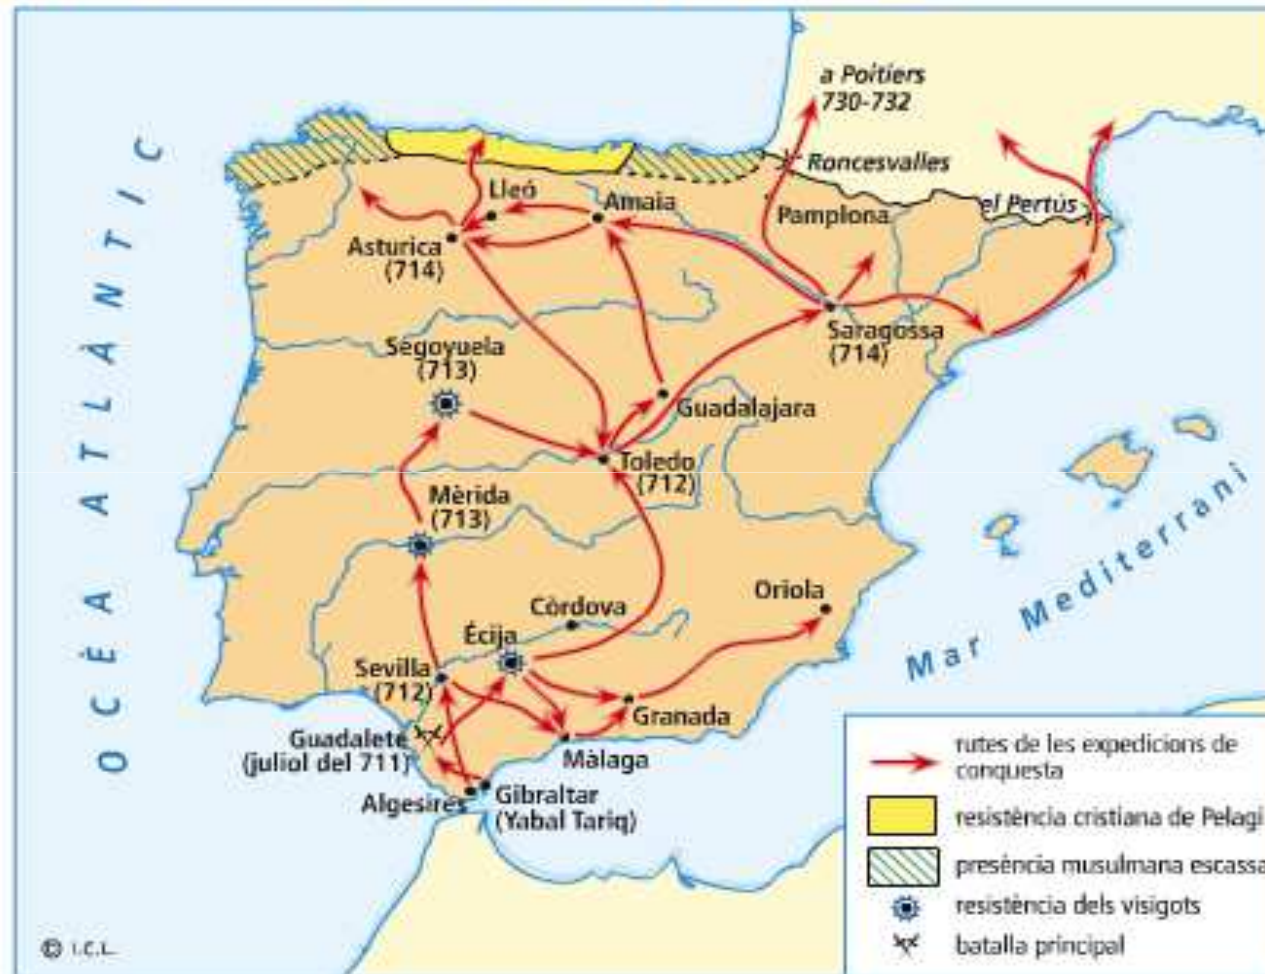 a Poitiers
730-732
Roncesvalles
el Pertús
Pamplona
Lleó
Amaia
Asturica
(714)
Saragossa
(714)
Segoyuela
(713)
Guadalajara
Toledo
(712)
Mèrida
(713)
Oriola
Còrdova
Écija
Sevilla
(712)
Granada
Guadalete
(juliol del 711)
Màlaga
Algesires
Gibraltar
(Yabal Tariq)
OCÈA ATLÀNTIC
Mar Mediterrani
rutes de les expedicions de
conquesta
resistència cristiana de Pelagi
presència musulmana escassa
resistència dels visigots
batalla principal
© I.C.L.